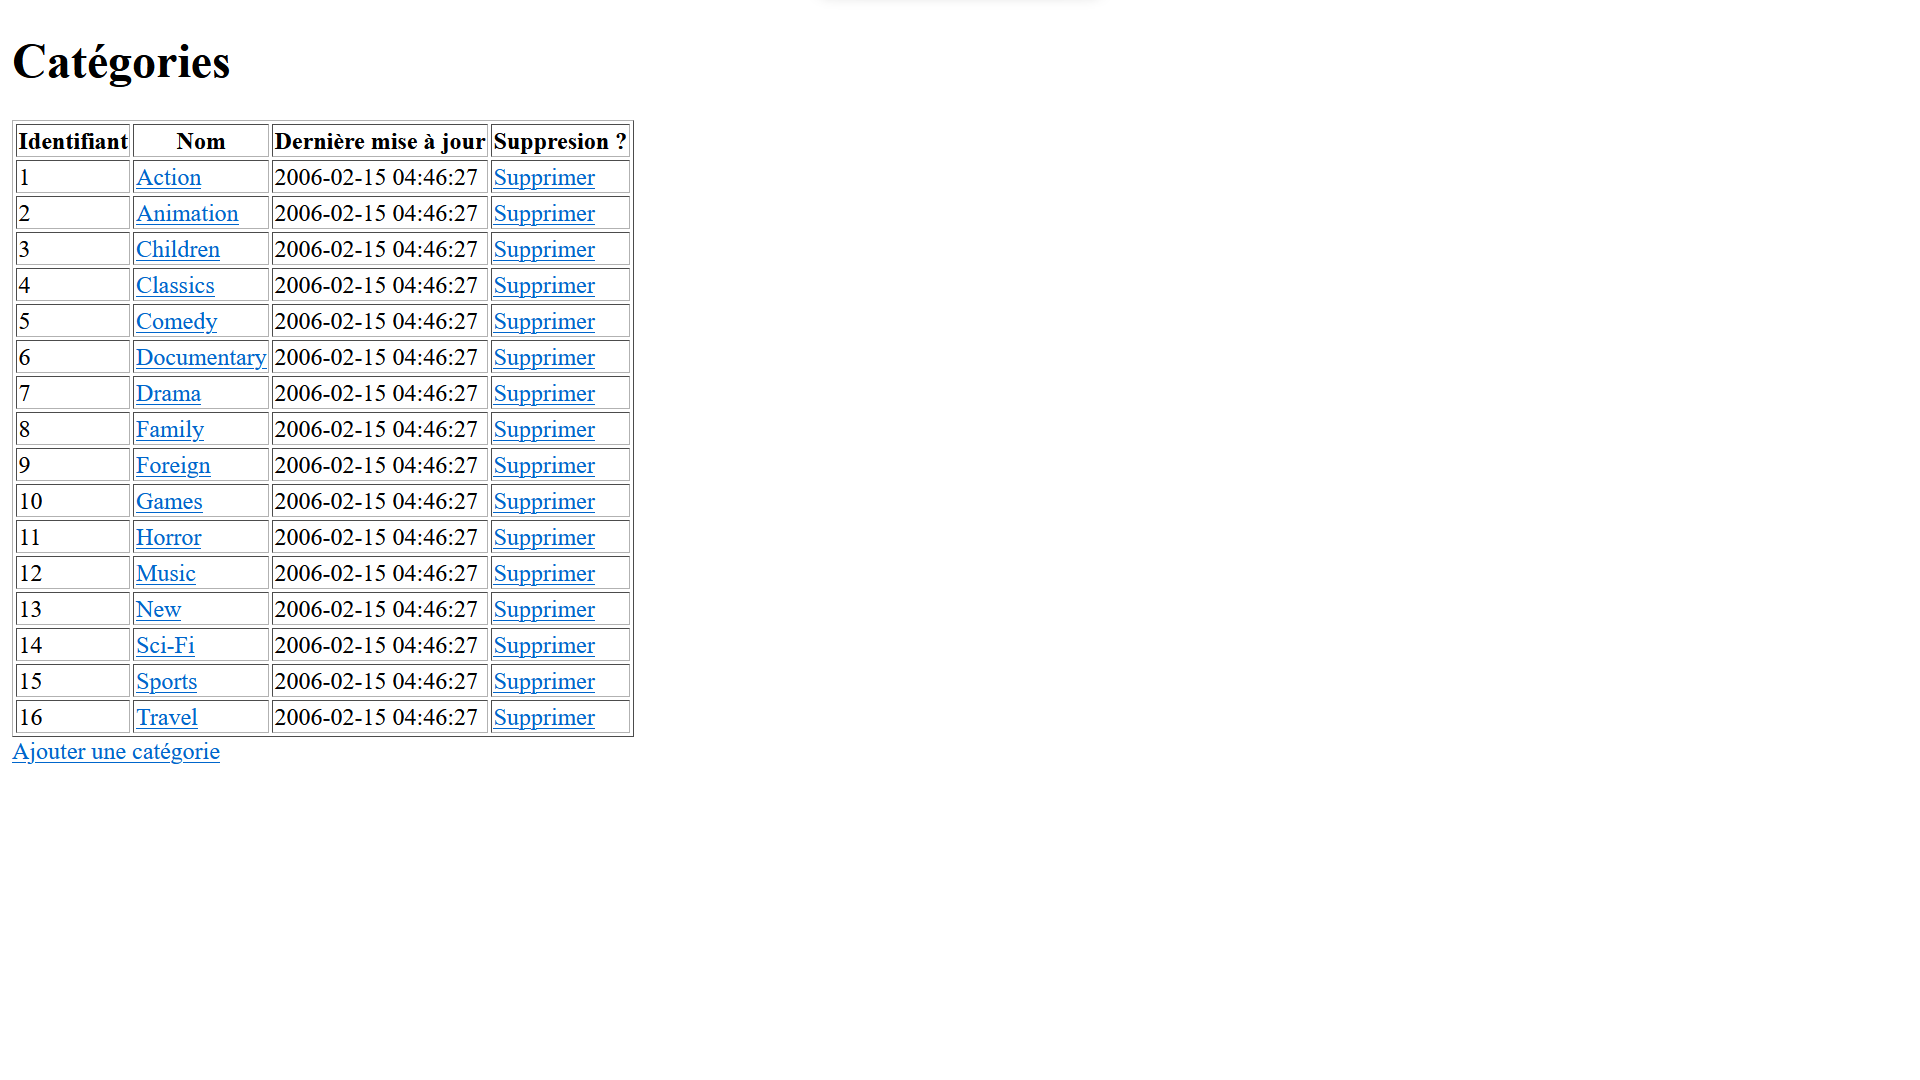 Catégories
Identifiant Nom Dernière mise à jour Suppresion ?
1 Action 2006-02-15 04:46:27 Supprimer
2 Animation 2006-02-15 04:46:27 Supprimer
3 Children 2006-02-15 04:46:27 Supprimer
4 Classics 2006-02-15 04:46:27 Supprimer
5 Comedy 2006-02-15 04:46:27 Supprimer
6 Documentary 2006-02-15 04:46:27 Supprimer
7 Drama 2006-02-15 04:46:27 Supprimer
8 Family 2006-02-15 04:46:27 Supprimer
9 Foreign 2006-02-15 04:46:27 Supprimer
10 Games 2006-02-15 04:46:27 Supprimer
11 Horror 2006-02-15 04:46:27 Supprimer
12 Music 2006-02-15 04:46:27 Supprimer
13 New 2006-02-15 04:46:27 Supprimer
14 Sci-Fi 2006-02-15 04:46:27 Supprimer
15 Sports 2006-02-15 04:46:27 Supprimer
16 Travel 2006-02-15 04:46:27 Supprimer
Ajouter une catégorie